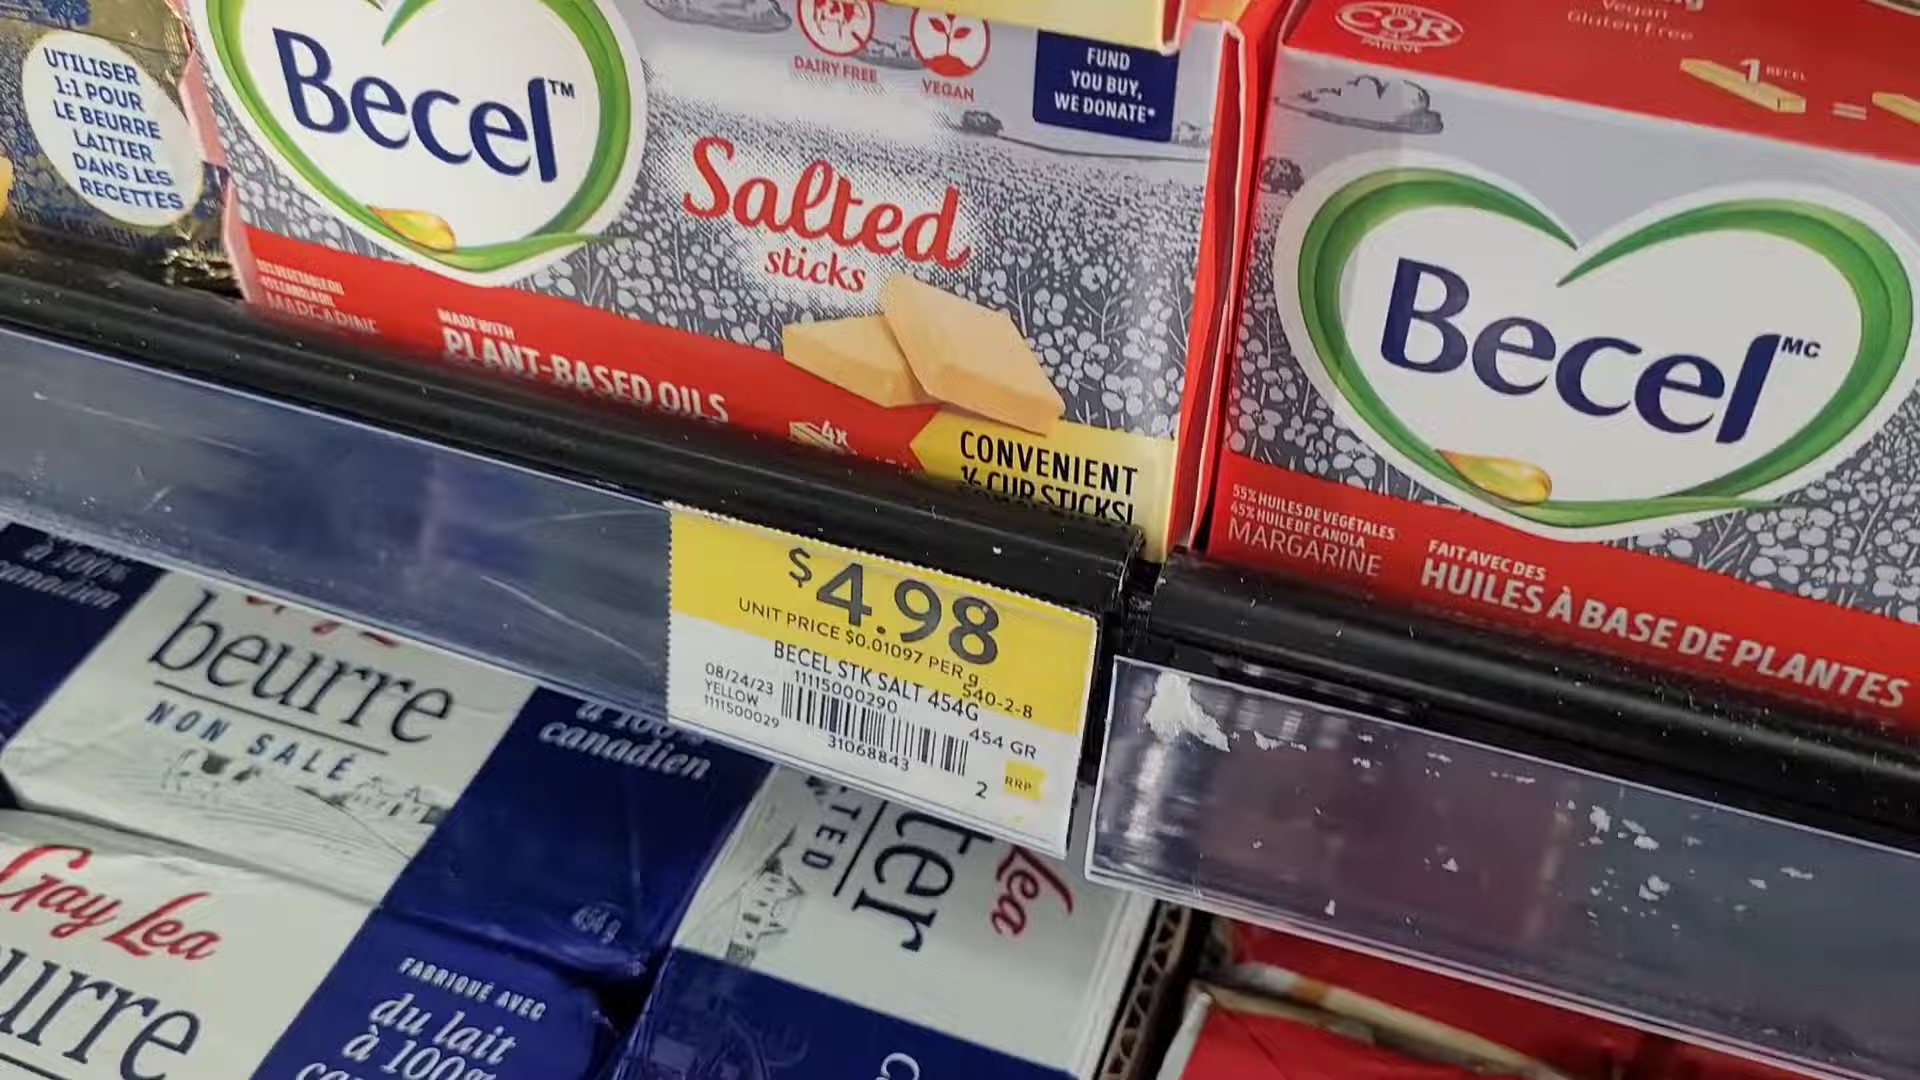 UTILISER
1:1 POUR
LE BEURRE
LAITIER
DANS LES
RECETTES
Becel™
DAIRY FREE
VEGAN
FUND
YOU BUY,
WE DONATE*
Salted
sticks
MARGARINE
MADE WITH
PLANT-BASED OILS
4X
CONVENIENT
CUP STICKS!
COR
PAREVE
Vegan
Gluten Free
1 BECEL =
Becel MC
55% HUILES DE VÉGÉTALES
45% HUILE DE CANOLA
MARGARINE
FAIT AVEC DES
HUILES À BASE DE PLANTES
$4.98
UNIT PRICE $0.01097 PER g
BECEL STK SALT 454G
540-2-8
08/24/23
11115000290
YELLOW
454 GR
1111500029
31068843
2
RRP
à 100%
canadien
beurre
NON SALÉ
à 100%
canadien
454 g
Gay Lea
urre
FABRIQUÉ AVEC
du lait
à 100%
Lea
ter
TED